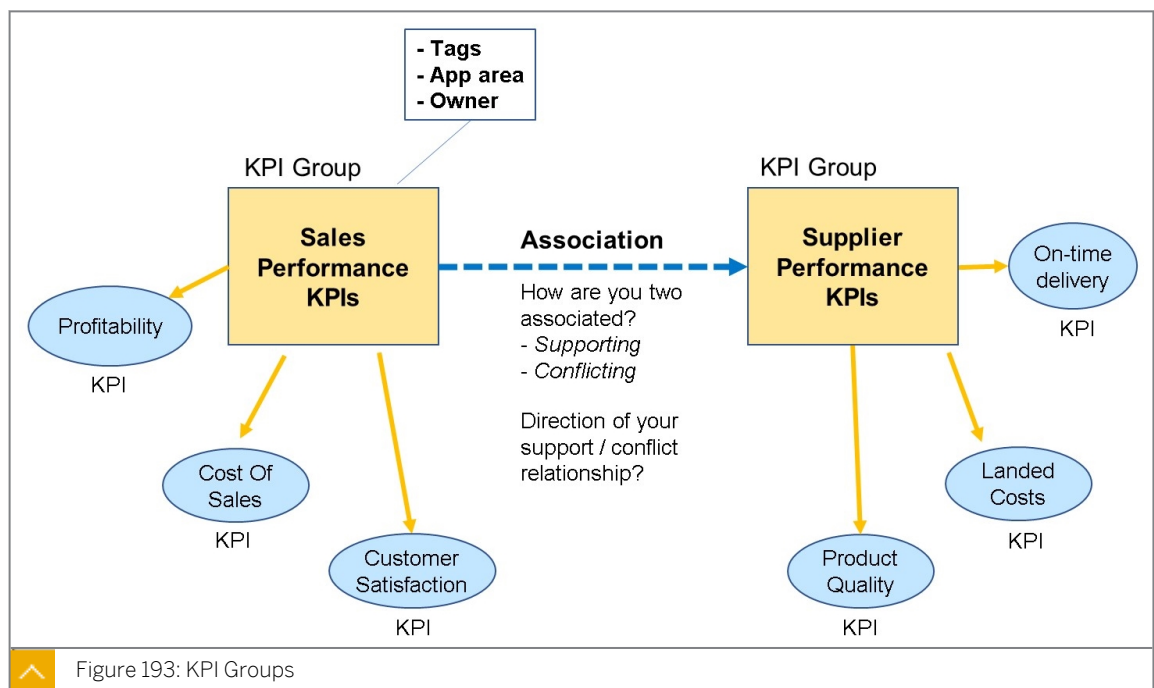 - Tags
- App area
- Owner
KPI Group
Sales
Performance
KPIs
Association
How are you two
associated?
- Supporting
- Conflicting
Direction of your
support / conflict
relationship?
KPI Group
Supplier
Performance
KPIs
Profitability
KPI
Cost Of
Sales
KPI
Customer
Satisfaction
KPI
On-time
delivery
KPI
Landed
Costs
KPI
Product
Quality
KPI
Figure 193: KPI Groups